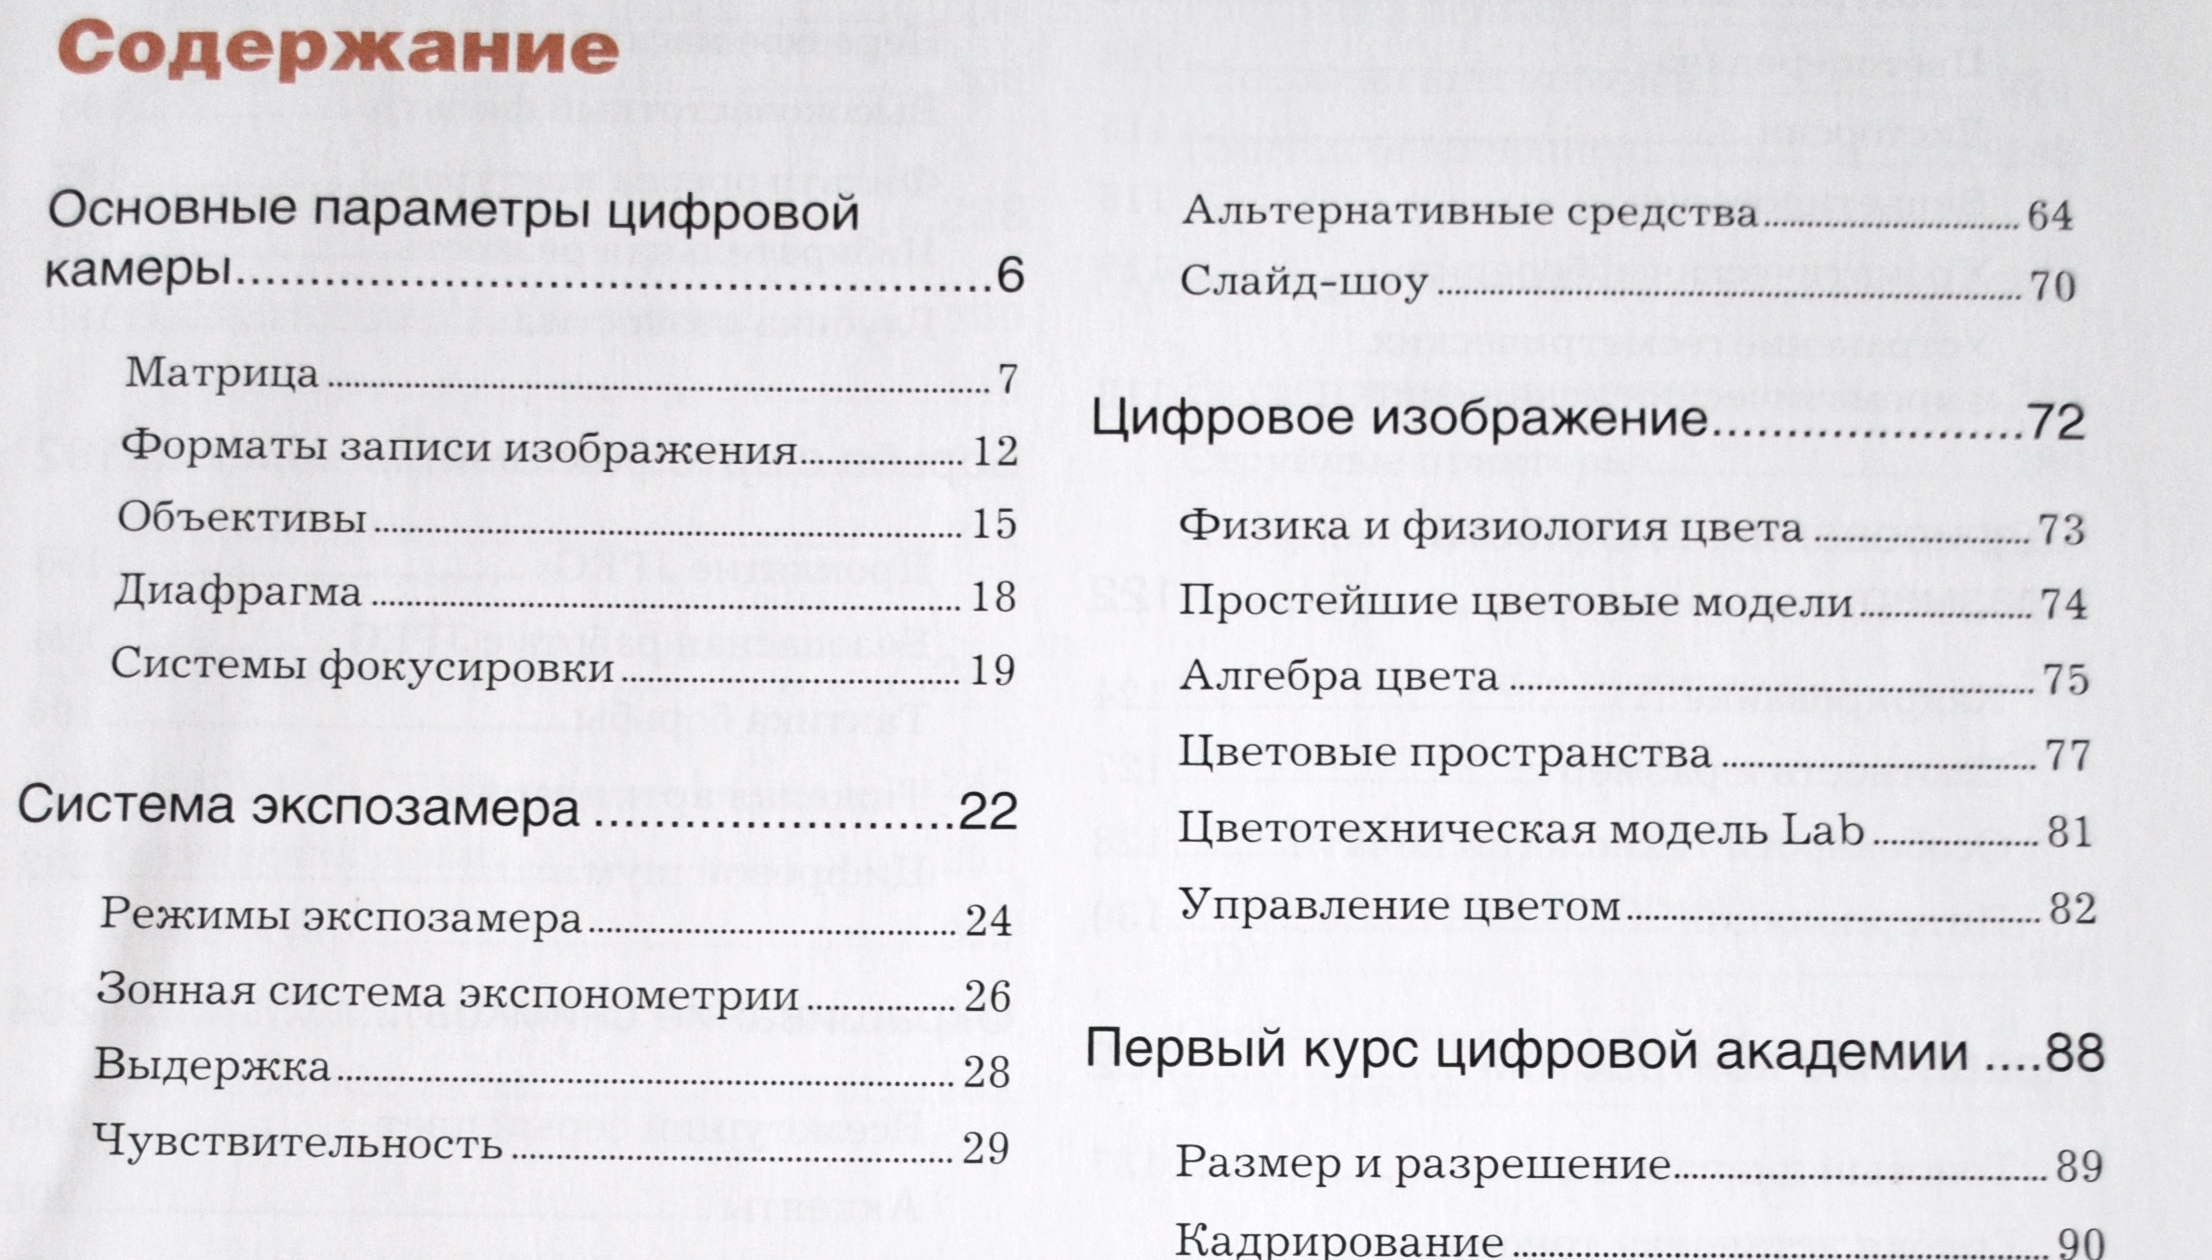 Содержание
Основные параметры цифровой
камеры..................................................6
Матрица.......................................................7
Форматы записи изображения..............12
Объективы.................................................15
Диафрагма.................................................18
Системы фокусировки............................19
Система экспозамера.........................22
Режимы экспозамера...............................24
Зонная система экспонометрии............26
Выдержка...................................................28
Чувствительность.....................................29
Альтернативные средства......................64
Слайд-шоу.................................................70
Цифровое изображение.....................72
Физика и физиология цвета..................73
Простейшие цветовые модели...............74
Алгебра цвета............................................75
Цветовые пространства..........................77
Цветотехническая модель Lab..............81
Управление цветом..................................82
Первый курс цифровой академии ....88
Размер и разрешение...............................89
Кадрирование............................................90